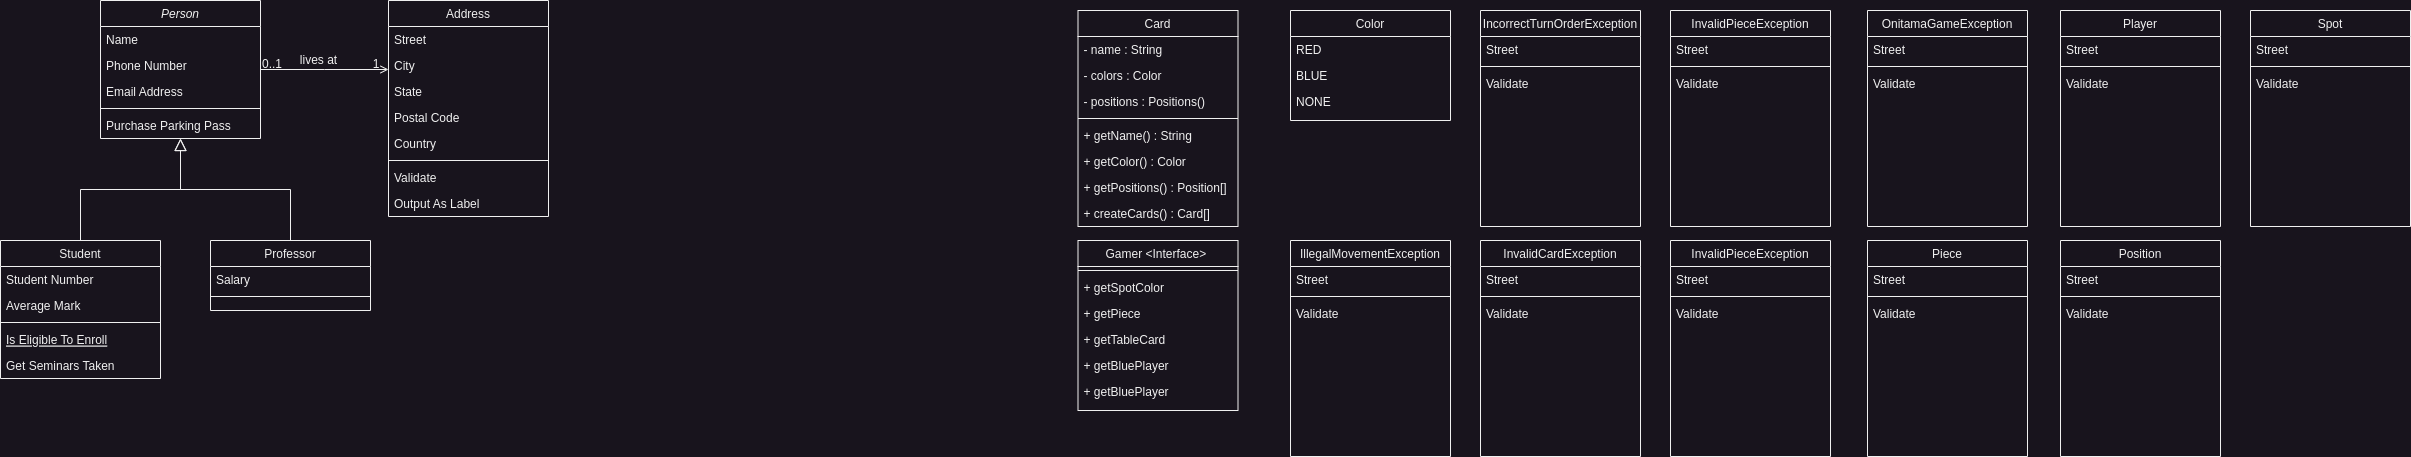 Person
Name
Phone Number
Email Address
Purchase Parking Pass
0..1
lives at
1
Address
Street
City
State
Postal Code
Country
Validate
Output As Label
Student
Student Number
Average Mark
Is Eligible To Enroll
Get Seminars Taken
Professor
Salary
Card
- name : String
- colors : Color
- positions : Positions()
+ getName() : String
+ getColor() : Color
+ getPositions() : Position[]
+ createCards() : Card[]
Color
RED
BLUE
NONE
IncorrectTurnOrderException
Street
Validate
InvalidPieceException
Street
Validate
OnitamaGameException
Street
Validate
Player
Street
Validate
Spot
Street
Validate
Gamer <Interface>
+ getSpotColor
+ getPiece
+ getTableCard
+ getBluePlayer
+ getBluePlayer
IllegalMovementException
Street
Validate
InvalidCardException
Street
Validate
InvalidPieceException
Street
Validate
Piece
Street
Validate
Position
Street
Validate